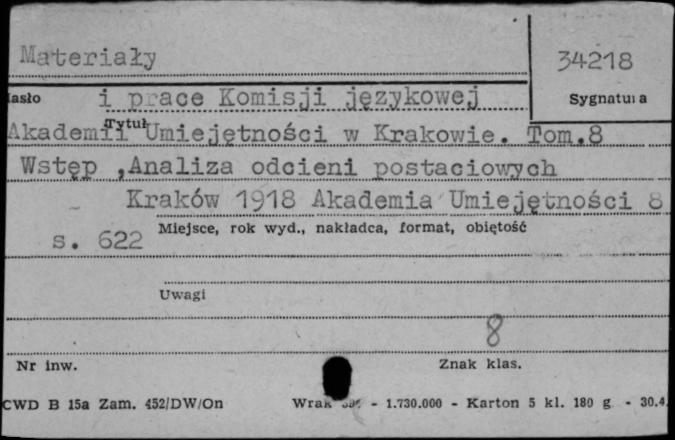 Materiały
34218
asło
i prace Komisji językowej
Sygnatura
Tytuł
Akademii Umiejętności w Krakowie. Tom.8
Wstęp ,Analiza odcieni postaciowych
Kraków 1918 Akademia Umiejętności 8
Miejsce, rok wyd., nakładca, format, objętość
s. 622
Uwagi
8
Nr inw.
Znak klas.
CWD B 15a Zam. 452/DW/On
- 1.730.000 - Karton 5 kl. 180 g - 30.4.